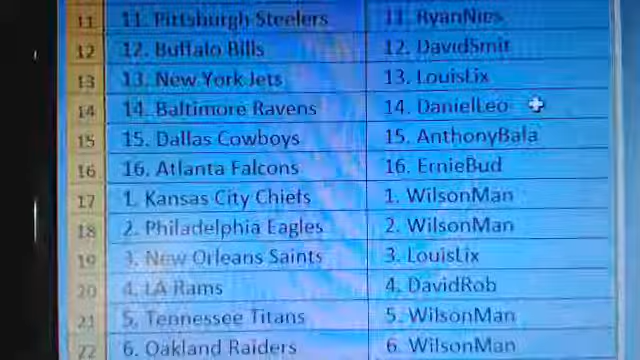 11 11. Pittsburgh Steelers 11. RyanNies
12 12. Buffalo Bills 12. DavidSmit
13 13. New York Jets 13. LouisLix
14 14. Baltimore Ravens 14. DanielLeo
15 15. Dallas Cowboys 15. AnthonyBala
16 16. Atlanta Falcons 16. ErnieBud
17 1. Kansas City Chiefs 1. WilsonMan
18 2. Philadelphia Eagles 2. WilsonMan
19 3. New Orleans Saints 3. LouisLix
20 4. LA Rams 4. DavidRob
21 5. Tennessee Titans 5. WilsonMan
22 6. Oakland Raiders 6. WilsonMan